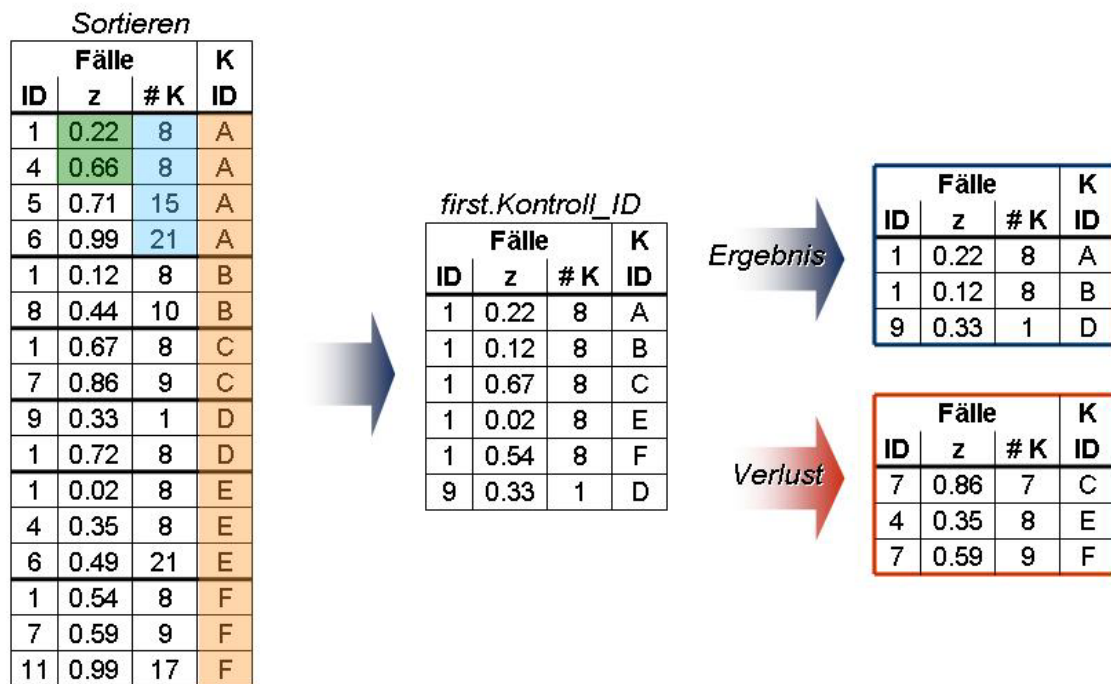 Sortieren
Fälle K
ID z # K ID
1 0.22 8 A
4 0.66 8 A
5 0.71 15 A
6 0.99 21 A
1 0.12 8 B
8 0.44 10 B
1 0.67 8 C
7 0.86 9 C
9 0.33 1 D
1 0.72 8 D
1 0.02 8 E
4 0.35 8 E
6 0.49 21 E
1 0.54 8 F
7 0.59 9 F
11 0.99 17 F
first.Kontroll_ID
Fälle K
ID z # K ID
1 0.22 8 A
1 0.12 8 B
1 0.67 8 C
1 0.02 8 E
1 0.54 8 F
9 0.33 1 D
Ergebnis
Fälle K
ID z # K ID
1 0.22 8 A
1 0.12 8 B
9 0.33 1 D
Verlust
Fälle K
ID z # K ID
7 0.86 7 C
4 0.35 8 E
7 0.59 9 F